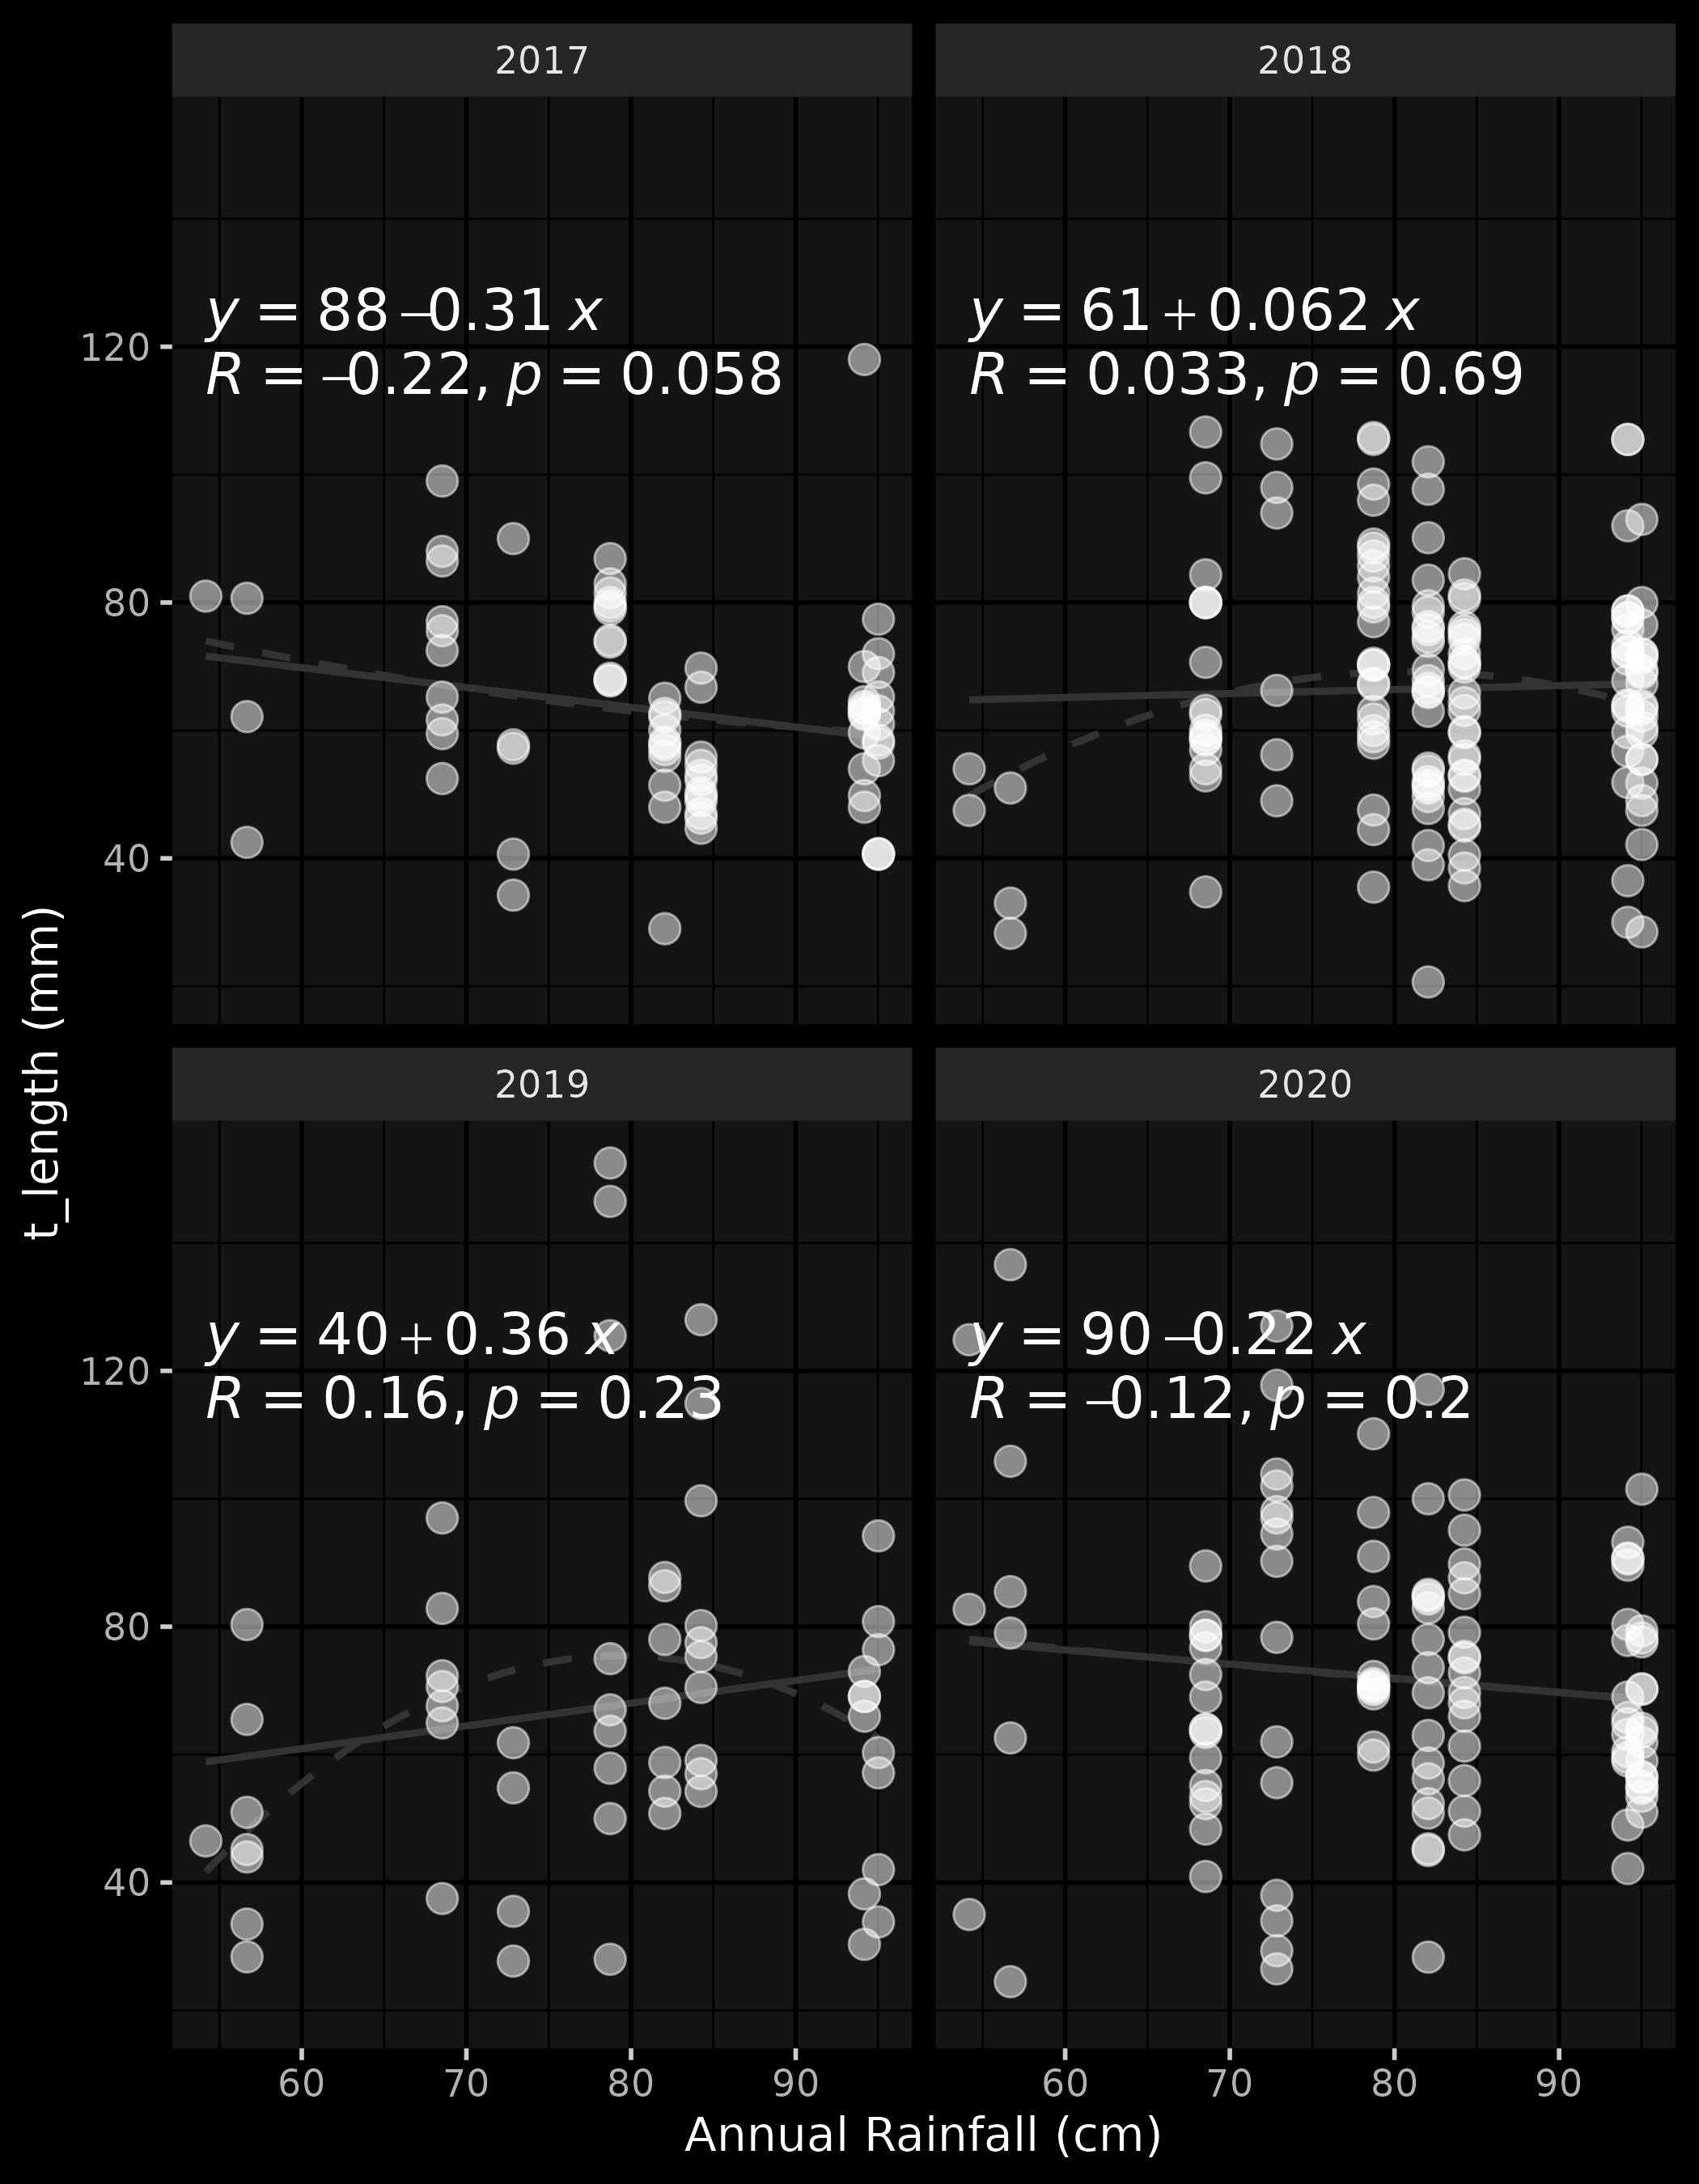 2017
2018
y = 88 – 0.31 x
R = –0.22, p = 0.058
y = 61 + 0.062 x
R = 0.033, p = 0.69
120
80
40
2019
2020
y = 40 + 0.36 x
R = 0.16, p = 0.23
y = 90 – 0.22 x
R = –0.12, p = 0.2
120
80
40
t_length (mm)
60 70 80 90
60 70 80 90
Annual Rainfall (cm)